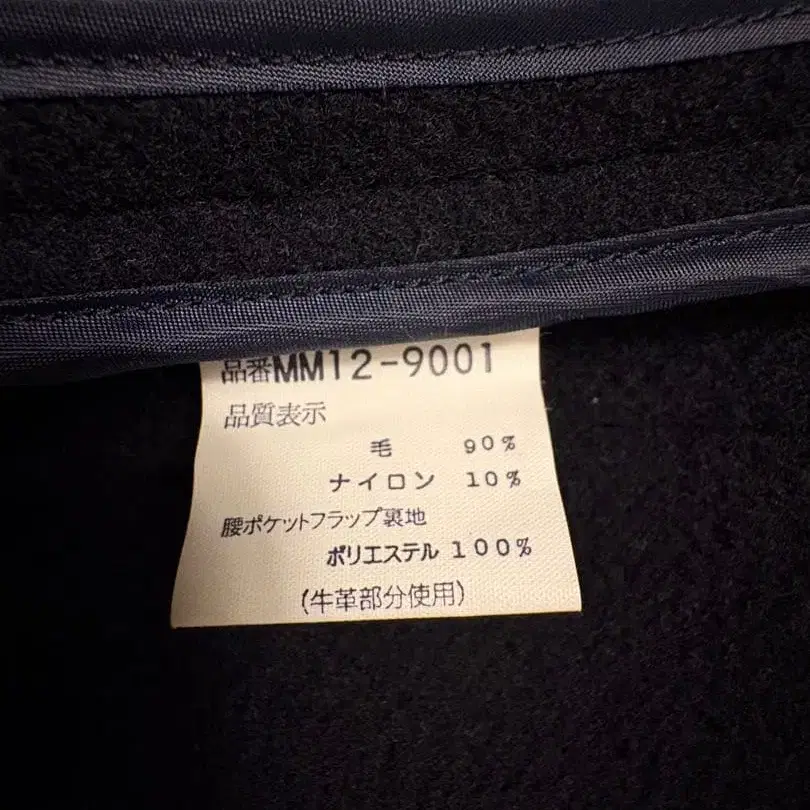 品番MM12-9001
品質表示
毛 90%
ナイロン 10%
腰ポケットフラップ裏地
ポリエステル 100%
(牛革部分使用)